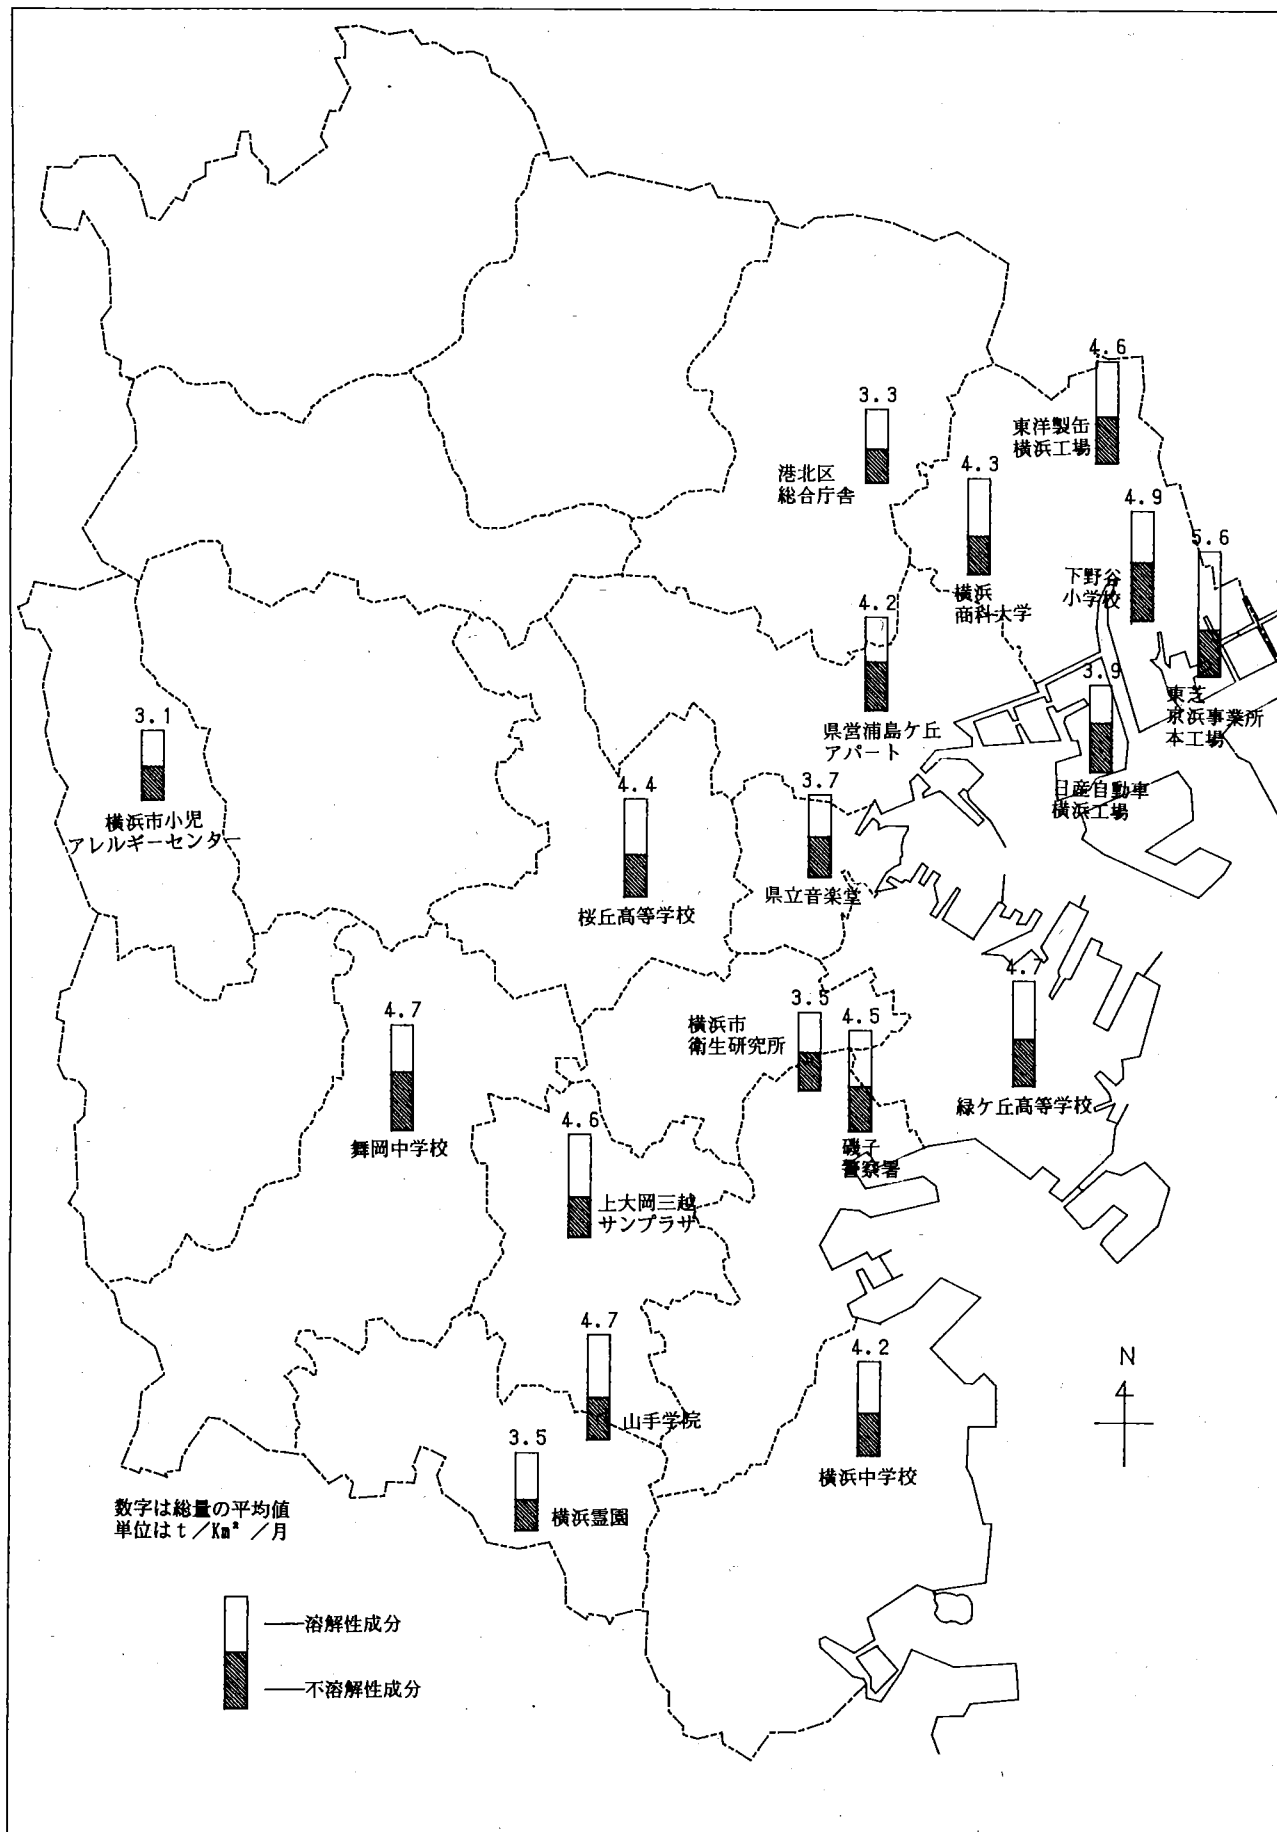 4.6
東洋製缶
横浜工場
3.3
港北区
総合庁舎
4.3
横浜
商科大学
4.9
下野谷
小学校
5.6
東芝
京浜事業所
本工場
4.2
県営浦島ケ丘
アパート
3.9
日産自動車
横浜工場
3.1
横浜市小児
アレルギーセンター
4.4
桜丘高等学校
3.7
県立音楽堂
4.7
緑ケ丘高等学校
3.5
横浜市
衛生研究所
4.5
磯子
警察署
4.7
舞岡中学校
4.6
上大岡三越
サンプラザ
4.7
山手学院
4.2
横浜中学校
N
3.5
横浜霊園
数字は総量の平均値
単位はt/Km²/月
溶解性成分
不溶解性成分